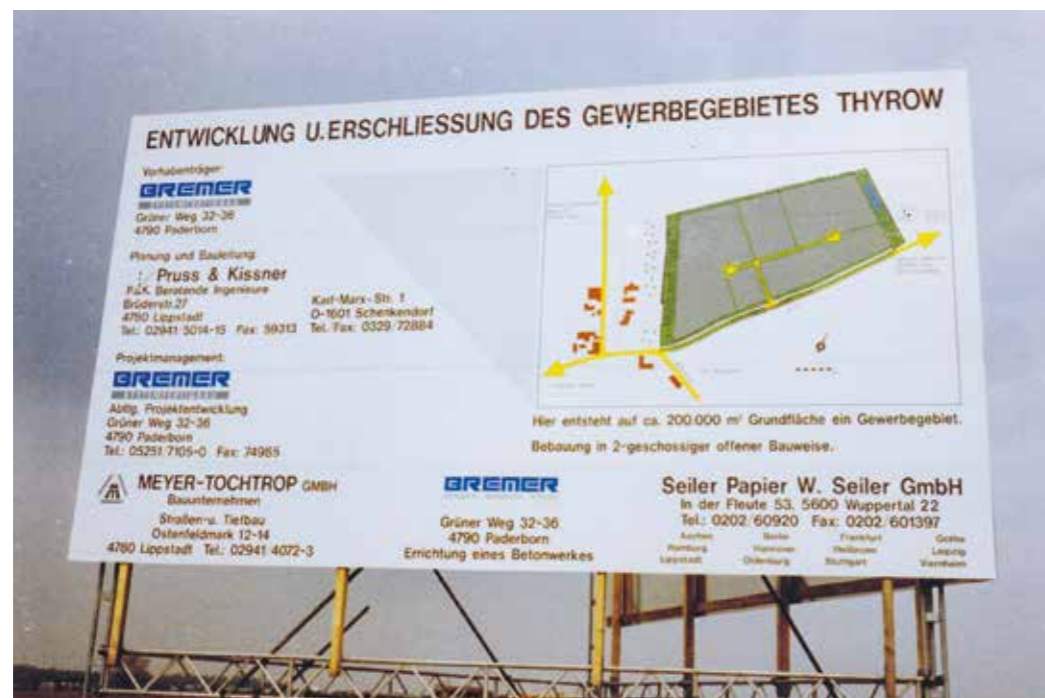 ENTWICKLUNG U. ERSCHLIESSUNG DES GEWERBEGEBIETES THYROW
Vorhabenträger:
BREMER
Grüner Weg 32-36
4790 Paderborn
Planung und Bauleitung:
Pruss & Kissner
P.u.K. Beratende Ingenieure
Brüderstr. 27
4780 Lippstadt
Tel.: 02941 5014-15 Fax: 59313
Karl-Marx-Str. 1
O-1601 Schenkendorf
Tel./Fax: 0329/72884
Projektmanagement:
BREMER
Abtlg. Projektentwicklung
Grüner Weg 32-36
4790 Paderborn
Tel.: 05251 7105-0 Fax: 74985
Hier entsteht auf ca. 200.000 m² Grundfläche ein Gewerbegebiet.
Bebauung in 2-geschossiger offener Bauweise.
MEYER-TOCHTROP GMBH
Bauunternehmen
Straßen-u. Tiefbau
Ostenfeldmark 12-14
4780 Lippstadt Tel.: 02941 4072-3
BREMER
Grüner Weg 32-36
4790 Paderborn
Errichtung eines Betonwerkes
Seiler Papier W. Seiler GmbH
In der Fleute 53, 5600 Wuppertal 22
Tel.: 0202/60920 Fax: 0202/601397
Aachen Berlin Frankfurt Gotha
Hamburg Hannover Heilbronn Leipzig
Lippstadt Oldenburg Stuttgart Viernheim